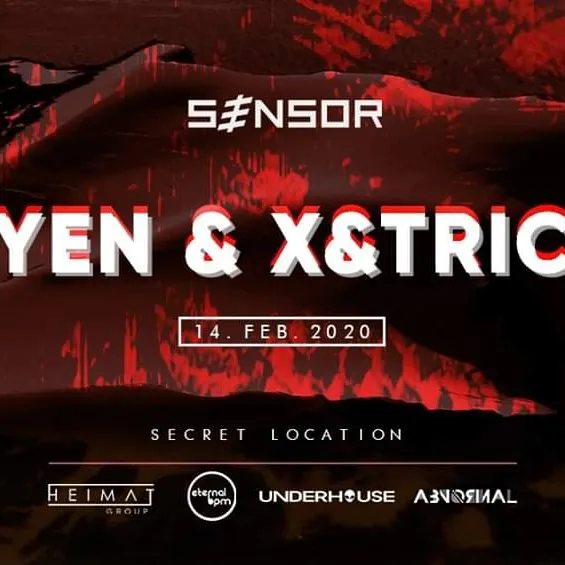 SENSOR
YEN & X&TRIC
14. FEB. 2020
SECRET LOCATION
HEIMAT GROUP
eternal bpm
UNDERHOUSE
ABNORMAL